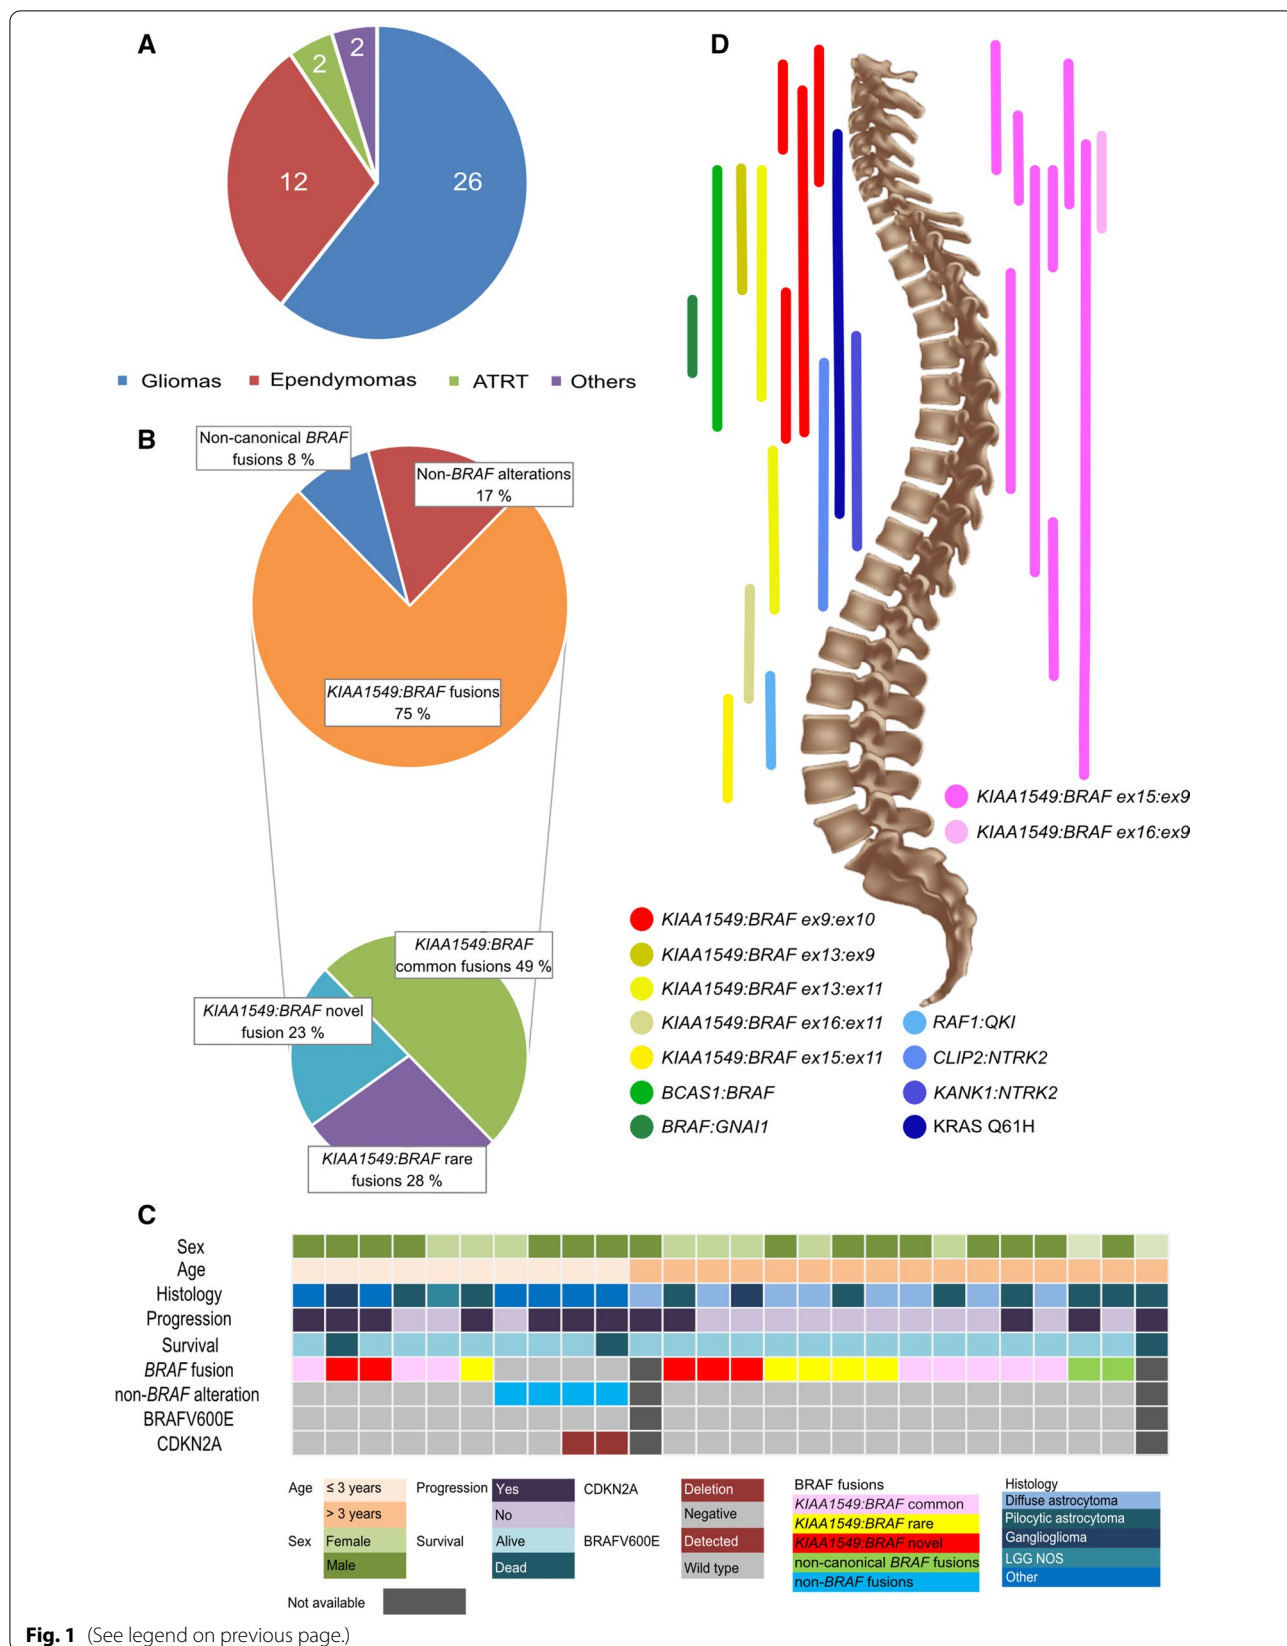 A
2
2
12
26
Gliomas
Ependymomas
ATRT
Others
B
Non-canonical BRAF
fusions 8 %
Non-BRAF alterations
17 %
KIAA1549:BRAF fusions
75 %
KIAA1549:BRAF
common fusions 49 %
KIAA1549:BRAF novel
fusion 23 %
KIAA1549:BRAF rare
fusions 28 %
D
KIAA1549:BRAF ex15:ex9
KIAA1549:BRAF ex16:ex9
KIAA1549:BRAF ex9:ex10
KIAA1549:BRAF ex13:ex9
KIAA1549:BRAF ex13:ex11
KIAA1549:BRAF ex16:ex11
KIAA1549:BRAF ex15:ex11
BCAS1:BRAF
BRAF:GNAI1
RAF1:QKI
CLIP2:NTRK2
KANK1:NTRK2
KRAS Q61H
C
Sex
Age
Histology
Progression
Survival
BRAF fusion
non-BRAF alteration
BRAFV600E
CDKN2A
Age
≤ 3 years
> 3 years
Sex
Female
Male
Not available
Progression
Yes
No
Survival
Alive
Dead
CDKN2A
Deletion
Negative
BRAFV600E
Detected
Wild type
BRAF fusions
KIAA1549:BRAF common
KIAA1549:BRAF rare
KIAA1549:BRAF novel
non-canonical BRAF fusions
non-BRAF fusions
Histology
Diffuse astrocytoma
Pilocytic astrocytoma
Ganglioglioma
LGG NOS
Other
Fig. 1 (See legend on previous page.)